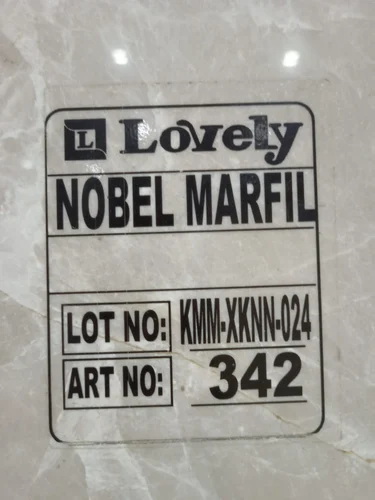 L Lovely
NOBEL MARFIL
LOT NO: KMM-XKNN-024
ART NO: 342